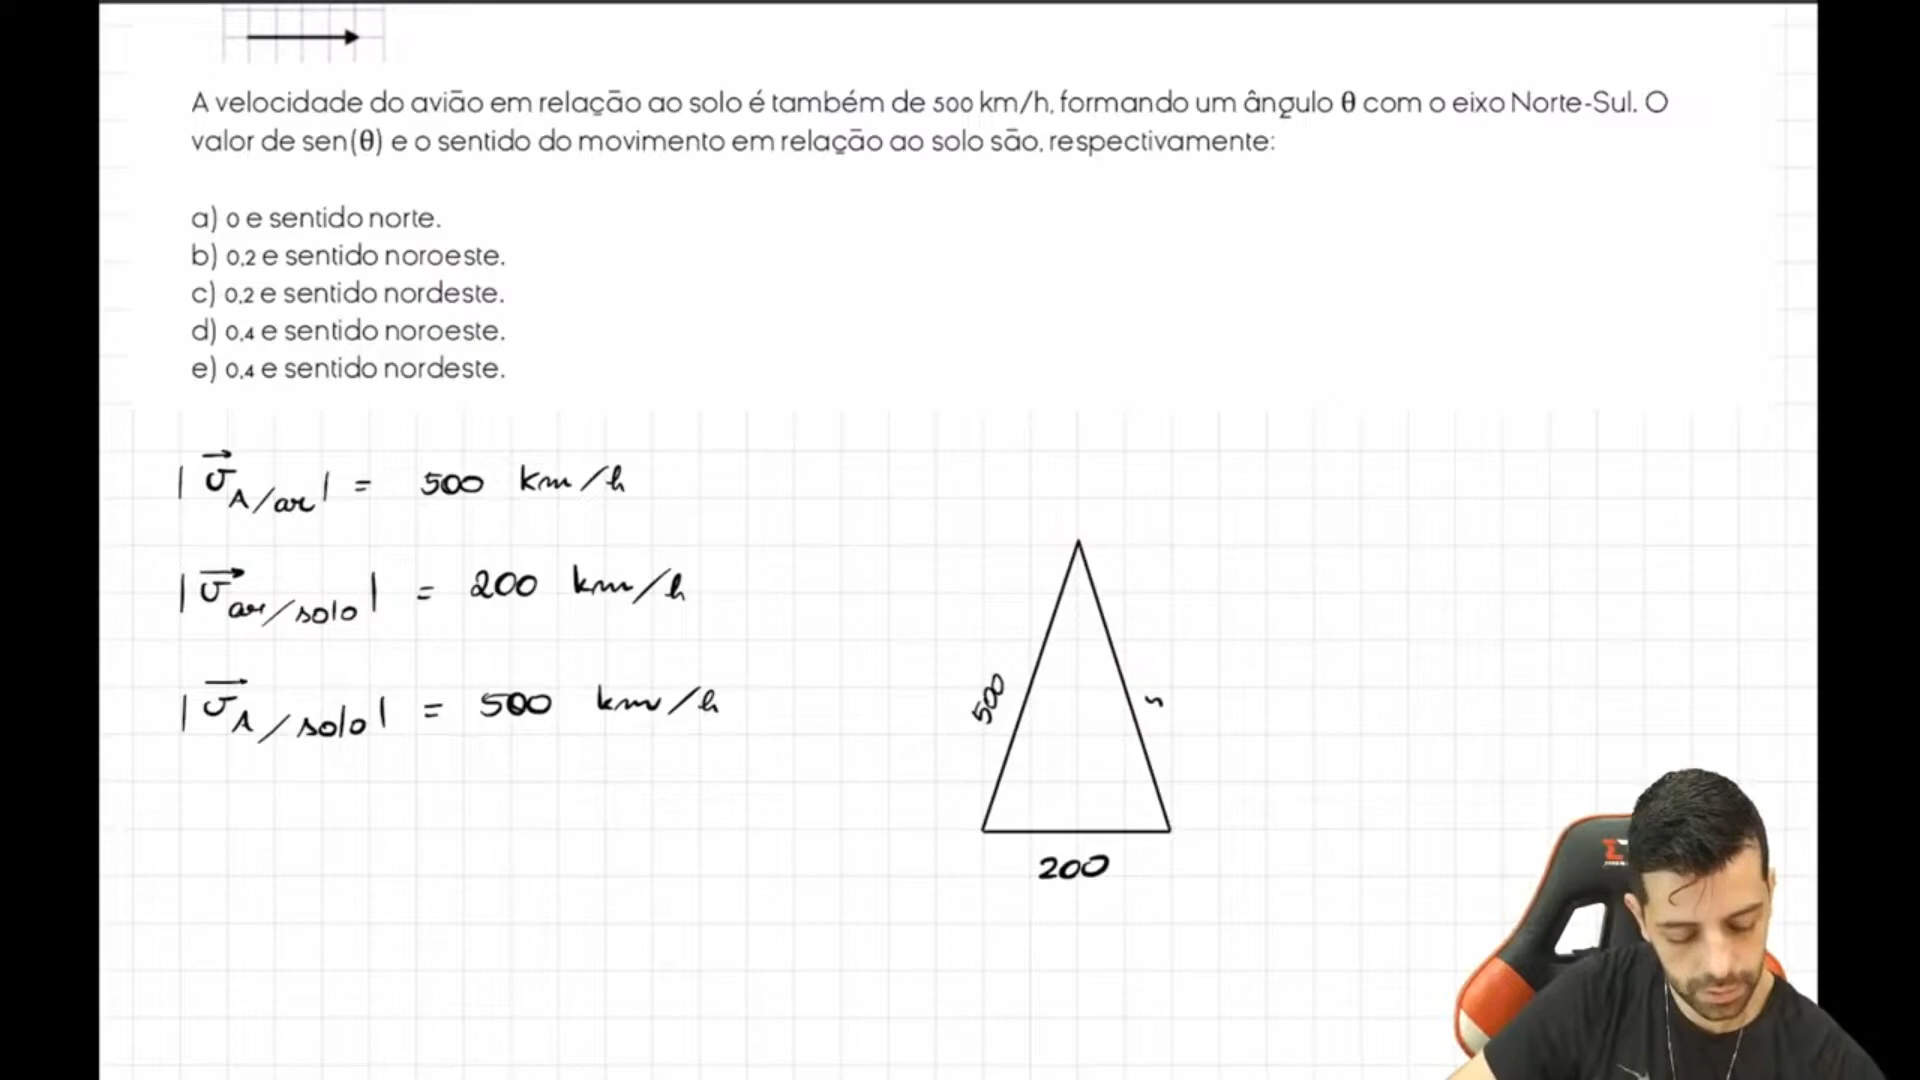 A velocidade do avião em relação ao solo é também de 500 km/h, formando um ângulo θ com o eixo Norte-Sul. O
valor de sen(θ) e o sentido do movimento em relação ao solo são, respectivamente:
a) 0 e sentido norte.
b) 0,2 e sentido noroeste.
c) 0,2 e sentido nordeste.
d) 0,4 e sentido noroeste.
e) 0,4 e sentido nordeste.
|v⃗ A/ar| = 500 km/h
|v⃗ ar/solo| = 200 km/h
|v⃗ A/solo| = 500 km/h
500
200